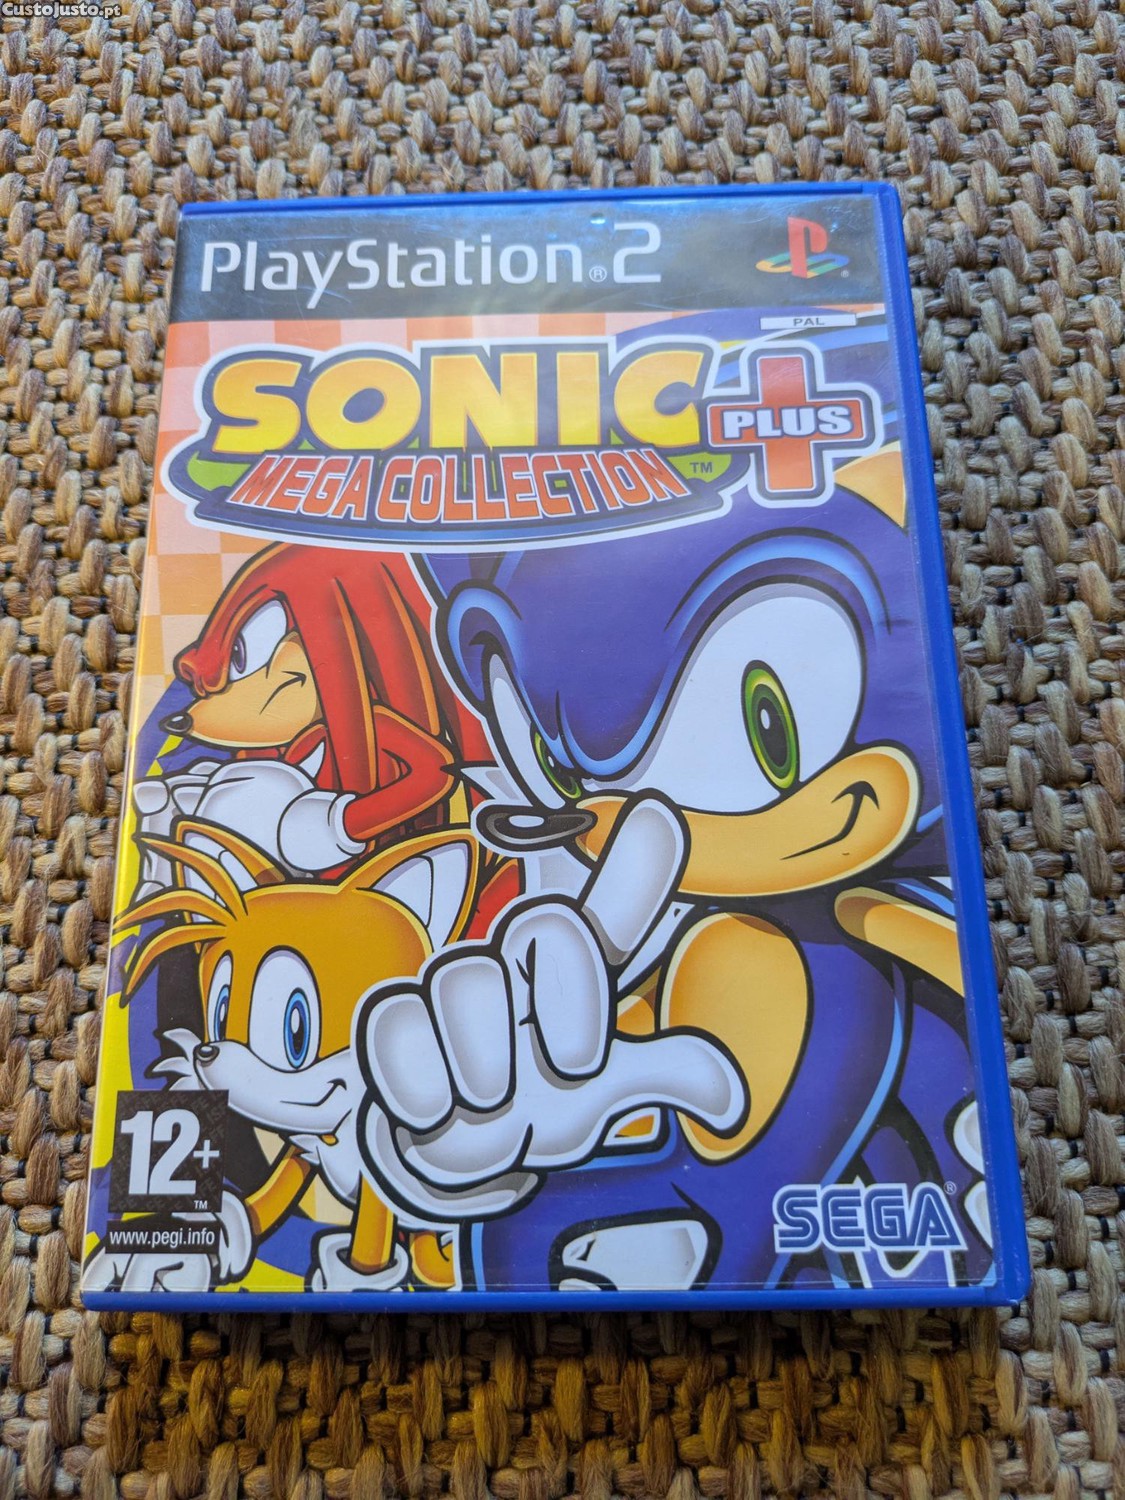 CustoJusto.pt
PlayStation®2
PAL
SONIC
MEGA COLLECTION™
PLUS
12+
™
www.pegi.info
SEGA®